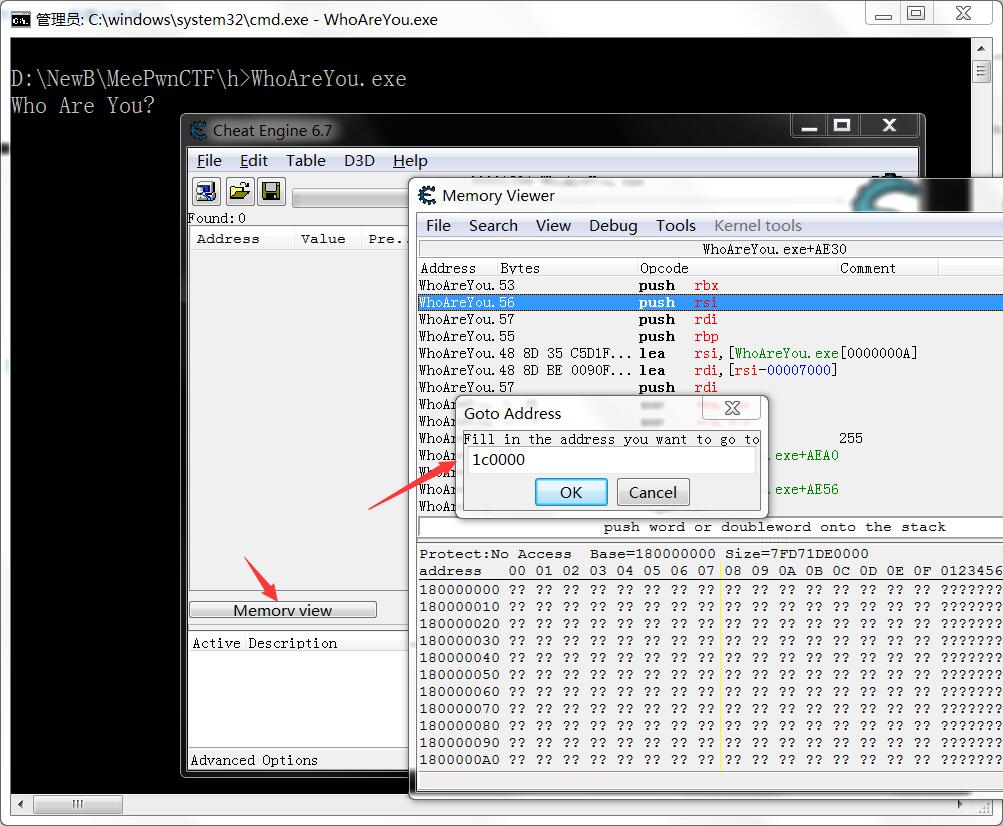 管理员: C:\windows\system32\cmd.exe - WhoAreYou.exe
D:\NewB\MeePwnCTF\h>WhoAreYou.exe
Who Are You?
Cheat Engine 6.7
File Edit Table D3D Help
Found:0
Address Value Pre..
Memory view
Active Description
Advanced Options
Memory Viewer
File Search View Debug Tools Kernel tools
WhoAreYou.exe+AE30
Address Bytes Opcode Comment
WhoAreYou. 53 push rbx
WhoAreYou. 56 push rsi
WhoAreYou. 57 push rdi
WhoAreYou. 55 push rbp
WhoAreYou. 48 8D 35 C5D1F... lea rsi,[WhoAreYou.exe[0000000A]
WhoAreYou. 48 8D BE 0090F... lea rdi,[rsi-00007000]
WhoAreYou. 57 push rdi
WhoAr
WhoAr
WhoAr 255
WhoAr .exe+AEA0
WhoAr
WhoAr .exe+AE56
WhoAr
Goto Address
Fill in the address you want to go to
1c0000
OK Cancel
push word or doubleword onto the stack
Protect:No Access Base=180000000 Size=7FD71DE0000
address 00 01 02 03 04 05 06 07 08 09 0A 0B 0C 0D 0E 0F 0123456
180000000 ?? ?? ?? ?? ?? ?? ?? ?? ?? ?? ?? ?? ?? ?? ?? ?? ???????
180000010 ?? ?? ?? ?? ?? ?? ?? ?? ?? ?? ?? ?? ?? ?? ?? ?? ???????
180000020 ?? ?? ?? ?? ?? ?? ?? ?? ?? ?? ?? ?? ?? ?? ?? ?? ???????
180000030 ?? ?? ?? ?? ?? ?? ?? ?? ?? ?? ?? ?? ?? ?? ?? ?? ???????
180000040 ?? ?? ?? ?? ?? ?? ?? ?? ?? ?? ?? ?? ?? ?? ?? ?? ???????
180000050 ?? ?? ?? ?? ?? ?? ?? ?? ?? ?? ?? ?? ?? ?? ?? ?? ???????
180000060 ?? ?? ?? ?? ?? ?? ?? ?? ?? ?? ?? ?? ?? ?? ?? ?? ???????
180000070 ?? ?? ?? ?? ?? ?? ?? ?? ?? ?? ?? ?? ?? ?? ?? ?? ???????
180000080 ?? ?? ?? ?? ?? ?? ?? ?? ?? ?? ?? ?? ?? ?? ?? ?? ???????
180000090 ?? ?? ?? ?? ?? ?? ?? ?? ?? ?? ?? ?? ?? ?? ?? ?? ???????
1800000A0 ?? ?? ?? ?? ?? ?? ?? ?? ?? ?? ?? ?? ?? ?? ?? ?? ???????